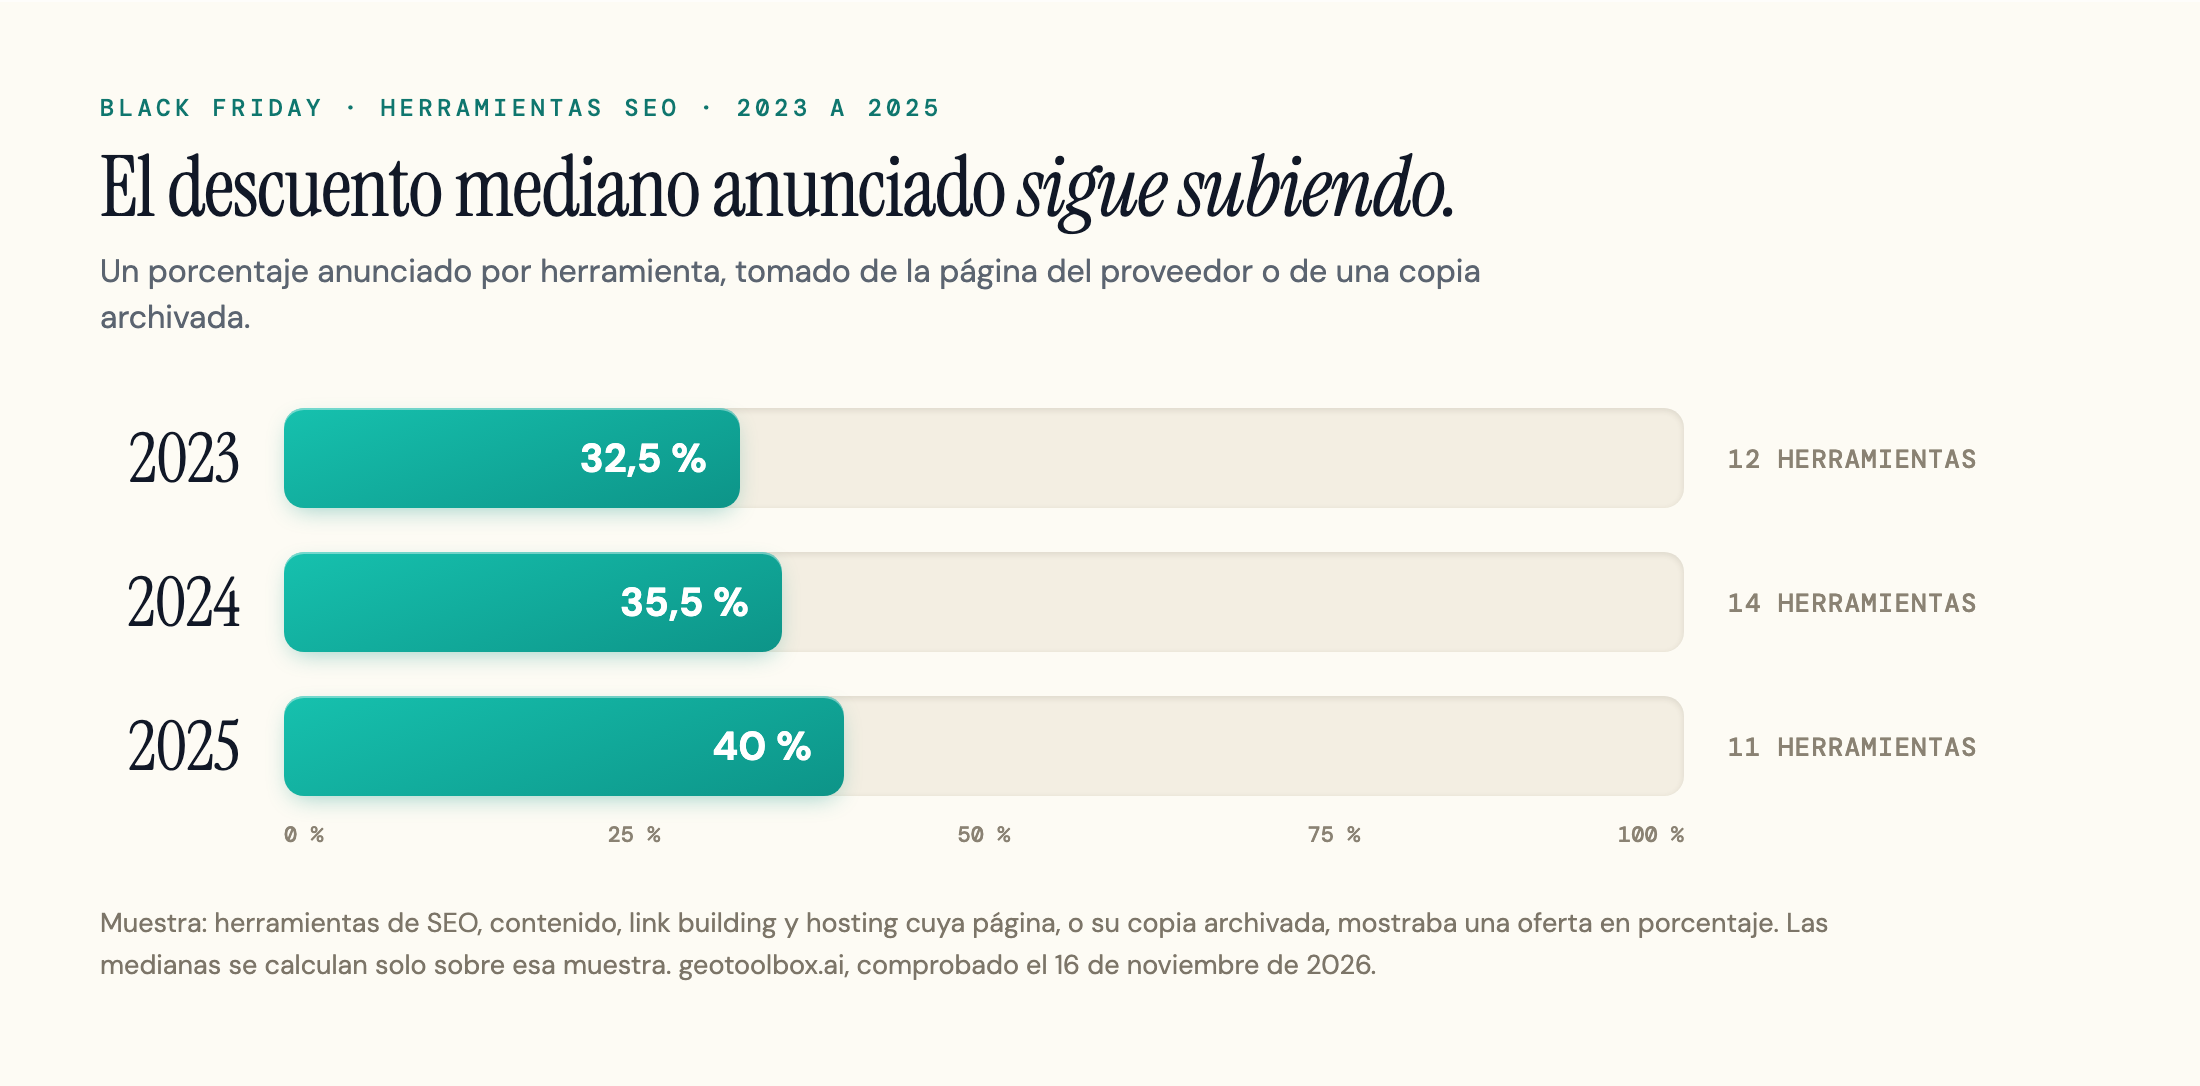 BLACK FRIDAY · HERRAMIENTAS SEO · 2023 A 2025
El descuento mediano anunciado sigue subiendo.
Un porcentaje anunciado por herramienta, tomado de la página del proveedor o de una copia
archivada.
2023 32,5 % 12 HERRAMIENTAS
2024 35,5 % 14 HERRAMIENTAS
2025 40 % 11 HERRAMIENTAS
0 % 25 % 50 % 75 % 100 %
Muestra: herramientas de SEO, contenido, link building y hosting cuya página, o su copia archivada, mostraba una oferta en porcentaje. Las
medianas se calculan solo sobre esa muestra. geotoolbox.ai, comprobado el 16 de noviembre de 2026.